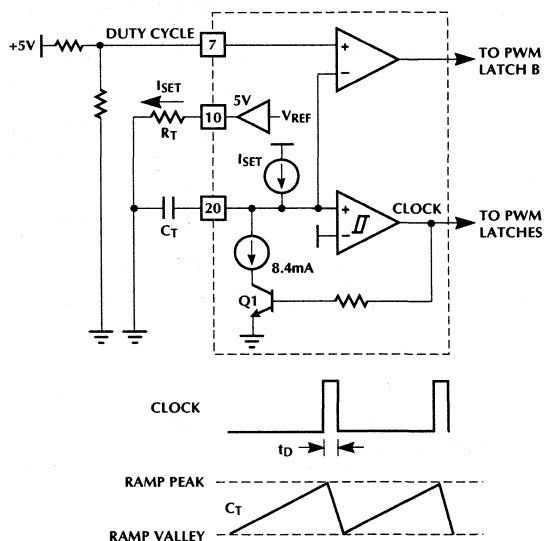 DUTY CYCLE
+5V
7
+
−
TO PWM
LATCH B
ISET
5V
10
VREF
RT
ISET
20
CT
+
−
CLOCK
TO PWM
LATCHES
8.4mA
Q1
CLOCK
tD
RAMP PEAK
CT
RAMP VALLEY